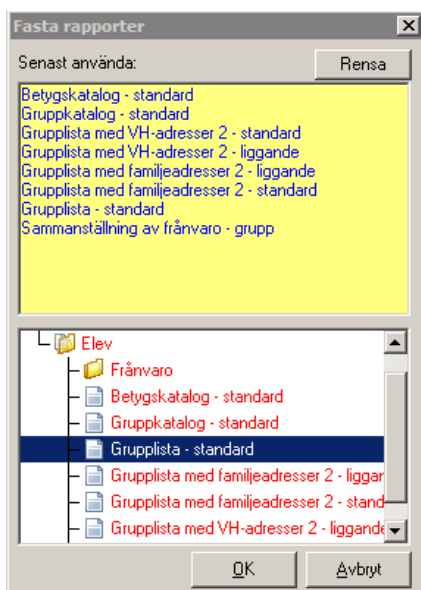 Fasta rapporter
Senast använda:
Rensa
Betygskatalog - standard
Gruppkatalog - standard
Grupplista med VH-adresser 2 - standard
Grupplista med VH-adresser 2 - liggande
Grupplista med familjeadresser 2 - liggande
Grupplista med familjeadresser 2 - standard
Grupplista - standard
Sammanställning av frånvaro - grupp
Elev
Frånvaro
Betygskatalog - standard
Gruppkatalog - standard
Grupplista - standard
Grupplista med familjeadresser 2 - liggar
Grupplista med familjeadresser 2 - stand
Grupplista med VH-adresser 2 - liggande
OK
Avbryt